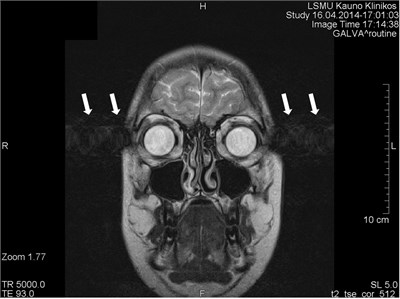 H
LSMU Kauno Klinikos
Study 16.04.2014-17:01:03
Image Time 17:14:38
GALVA^routine
R
L
10 cm
Zoom 1.77
TR 5000.0
TE 93.0
F
SL 5.0
t2_tse_cor_512